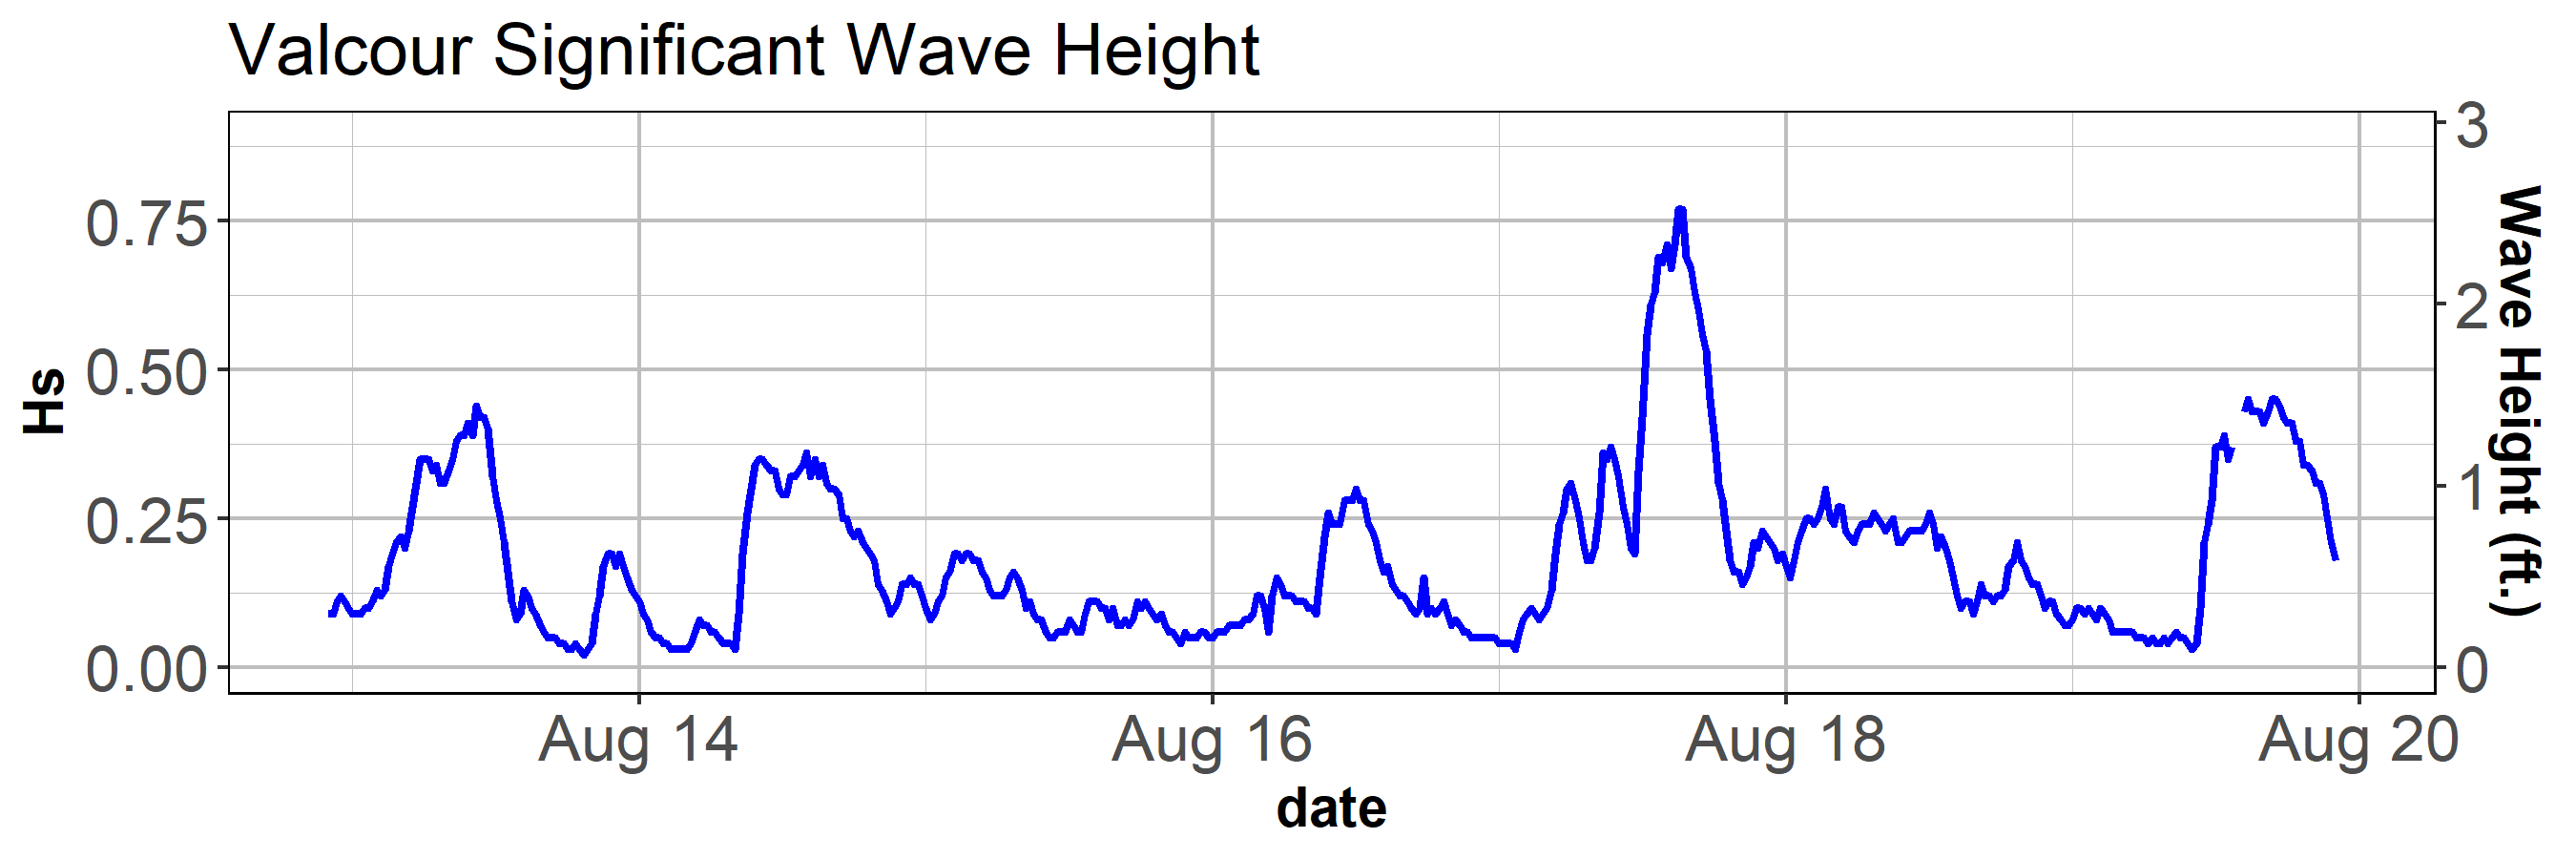 Valcour Significant Wave Height
3
0.75
2
0.50
1
0.25
0.00
0
Hs
Wave Height (ft.)
Aug 14
Aug 16
Aug 18
Aug 20
date